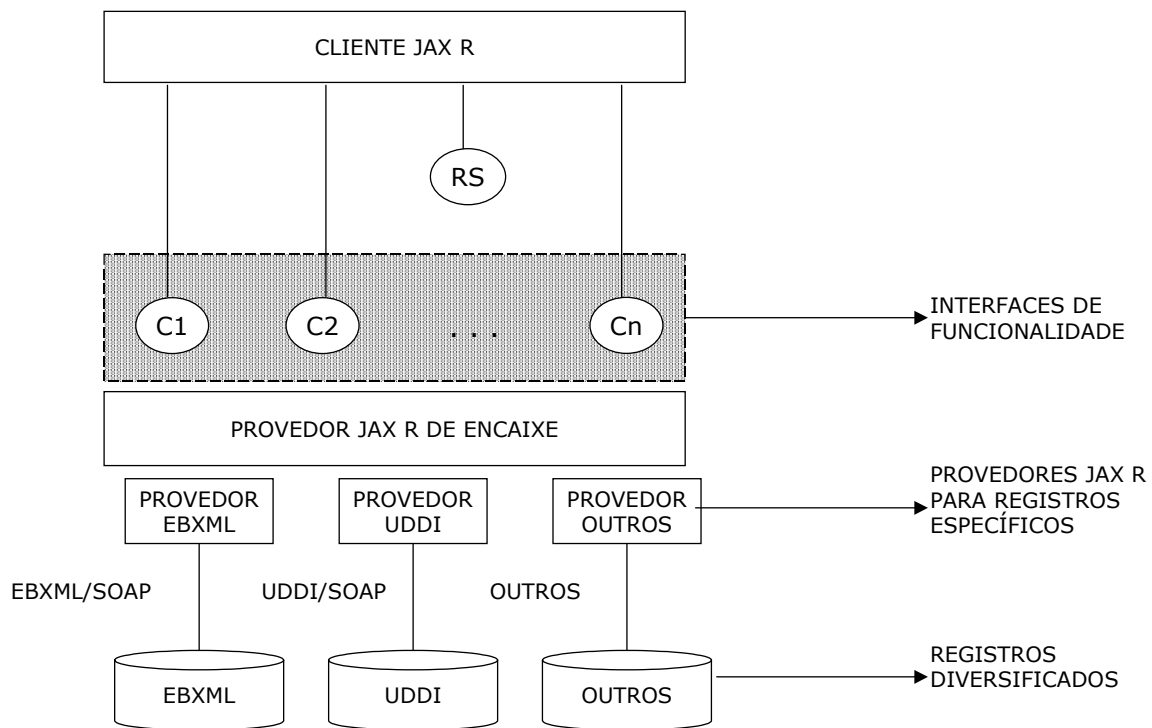 CLIENTE JAX R
RS
C1
C2
. . .
Cn
INTERFACES DE
FUNCIONALIDADE
PROVEDOR JAX R DE ENCAIXE
PROVEDOR
EBXML
PROVEDOR
UDDI
PROVEDOR
OUTROS
PROVEDORES JAX R
PARA REGISTROS
ESPECÍFICOS
EBXML/SOAP
UDDI/SOAP
OUTROS
EBXML
UDDI
OUTROS
REGISTROS
DIVERSIFICADOS